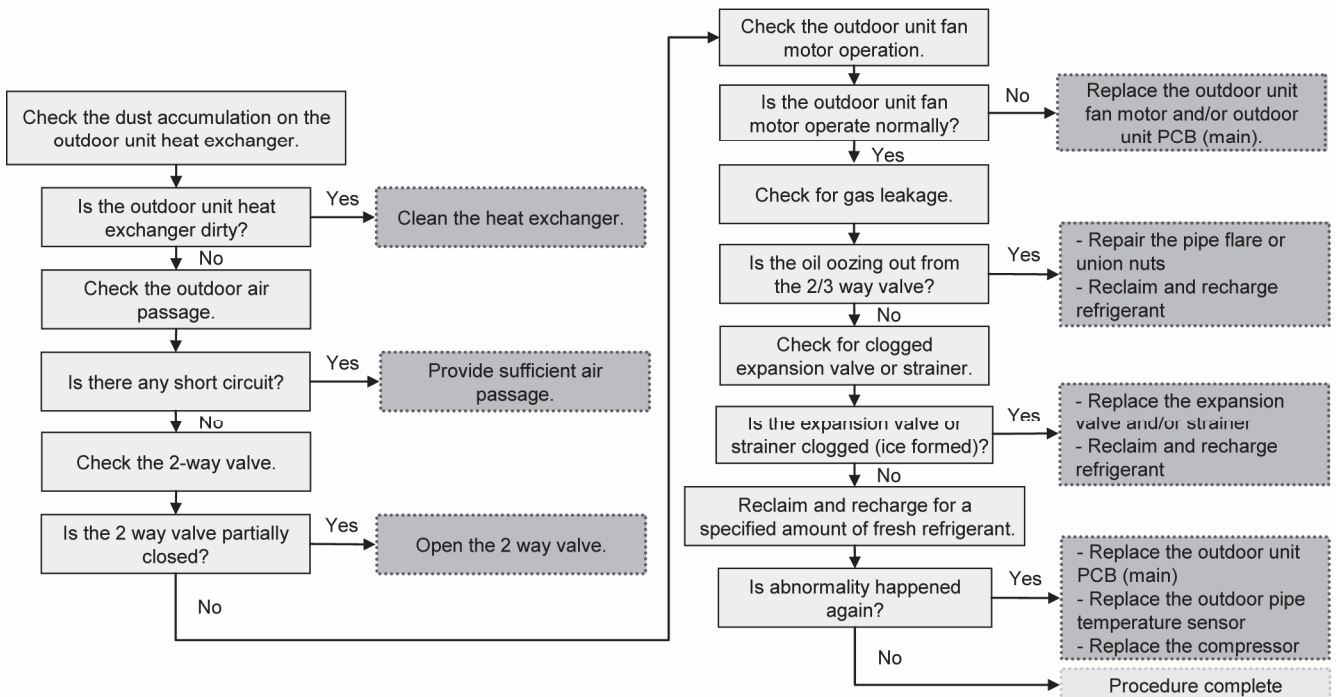 Check the dust accumulation on the
outdoor unit heat exchanger.
Is the outdoor unit heat
exchanger dirty?
Yes
Clean the heat exchanger.
No
Check the outdoor air
passage.
Is there any short circuit?
Yes
Provide sufficient air
passage.
No
Check the 2-way valve.
Is the 2 way valve partially
closed?
Yes
Open the 2 way valve.
No
Check the outdoor unit fan
motor operation.
Is the outdoor unit fan
motor operate normally?
No
Replace the outdoor unit
fan motor and/or outdoor
unit PCB (main).
Yes
Check for gas leakage.
Is the oil oozing out from
the 2/3 way valve?
Yes
- Repair the pipe flare or
union nuts
- Reclaim and recharge
refrigerant
No
Check for clogged
expansion valve or strainer.
Is the expansion valve or
strainer clogged (ice formed)?
Yes
- Replace the expansion
valve and/or strainer
- Reclaim and recharge
refrigerant
No
Reclaim and recharge for a
specified amount of fresh refrigerant.
Is abnormality happened
again?
Yes
- Replace the outdoor unit
PCB (main)
- Replace the outdoor pipe
temperature sensor
- Replace the compressor
No
Procedure complete